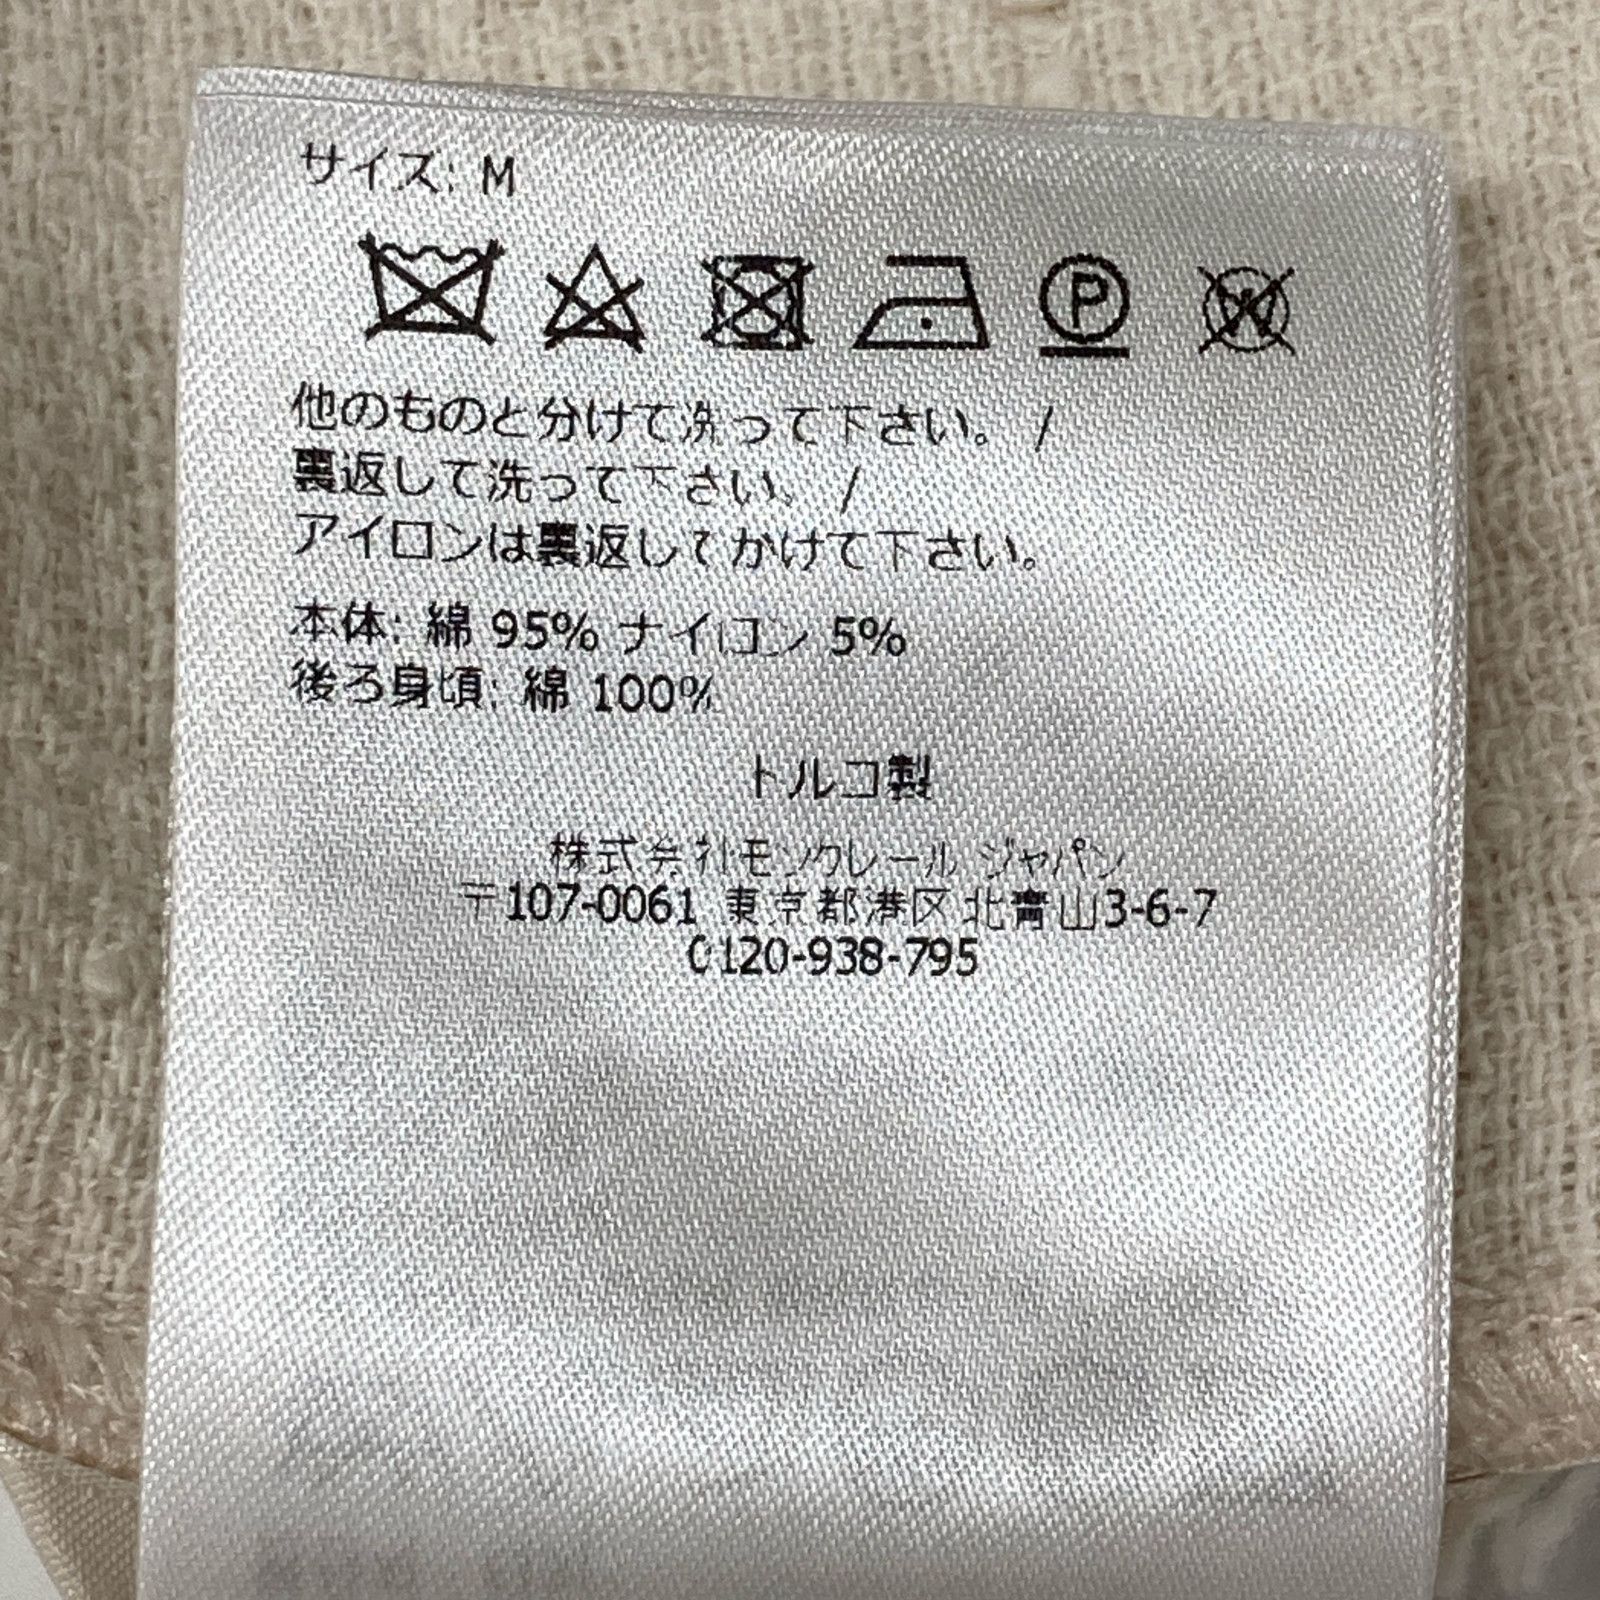 サイズ: M
P
W
他のものと分けて洗って下さい。 /
裏返して洗って下さい。 /
アイロンは裏返してかけて下さい。
本体: 綿 95% ナイロン 5%
後ろ身頃: 綿 100%
トルコ製
株式会社モンクレール ジャパン
〒107-0061 東京都港区北青山3-6-7
0120-938-795